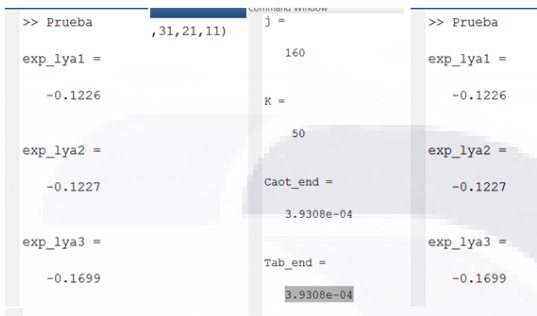 >> Prueba
exp_lya1 =
-0.1226
exp_lya2 =
-0.1227
exp_lya3 =
-0.1699
,31,21,11)
Command Window
j =
160
K =
50
Caot_end =
3.9308e-04
Tab_end =
3.9308e-04
>> Prueba
exp_lya1 =
-0.1226
exp_lya2 =
-0.1227
exp_lya3 =
-0.1699